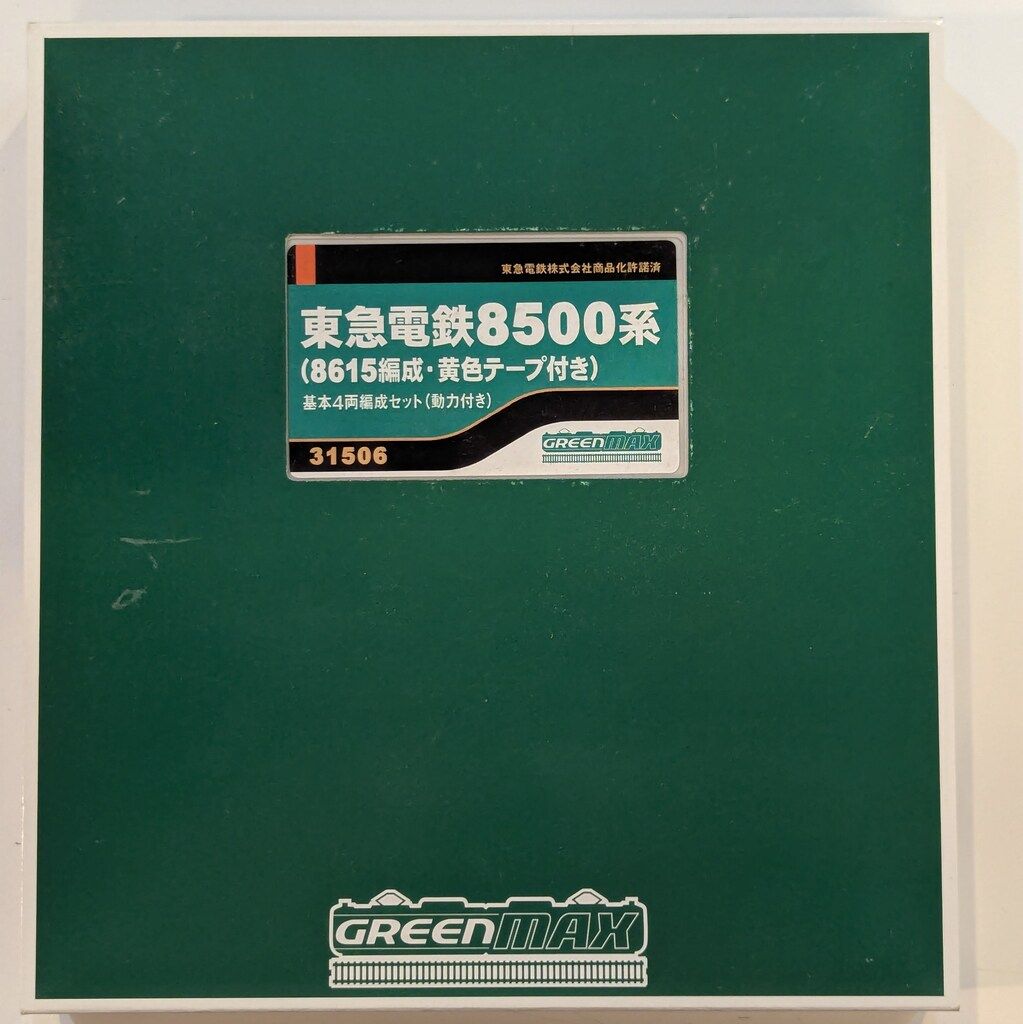 東急電鉄株式会社商品化許諾済
東急電鉄8500系
(8615編成・黄色テープ付き)
基本4両編成セット(動力付き)
31506
GREENMAX
GREENMAX